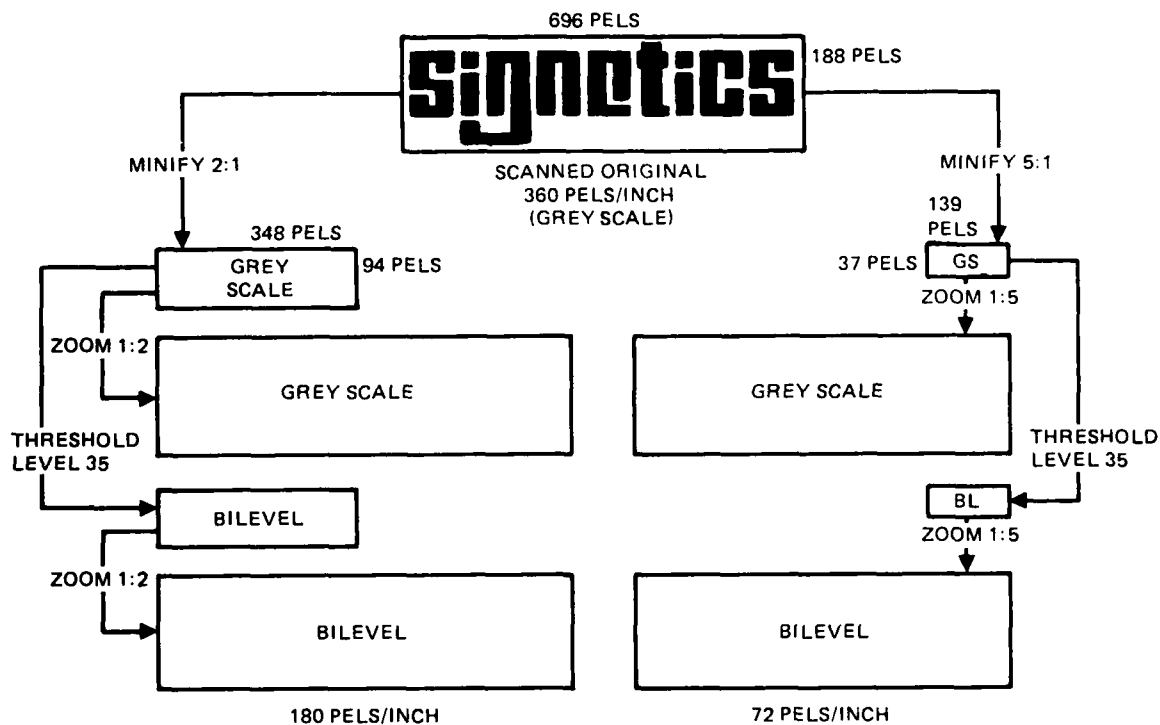 696 PELS
signetics
188 PELS
MINIFY 2:1
SCANNED ORIGINAL
360 PELS/INCH
(GREY SCALE)
MINIFY 5:1
348 PELS
GREY
SCALE
94 PELS
139
PELS
37 PELS
GS
ZOOM 1:2
ZOOM 1:5
GREY SCALE
GREY SCALE
THRESHOLD
LEVEL 35
THRESHOLD
LEVEL 35
BILEVEL
BL
ZOOM 1:2
ZOOM 1:5
BILEVEL
BILEVEL
180 PELS/INCH
72 PELS/INCH